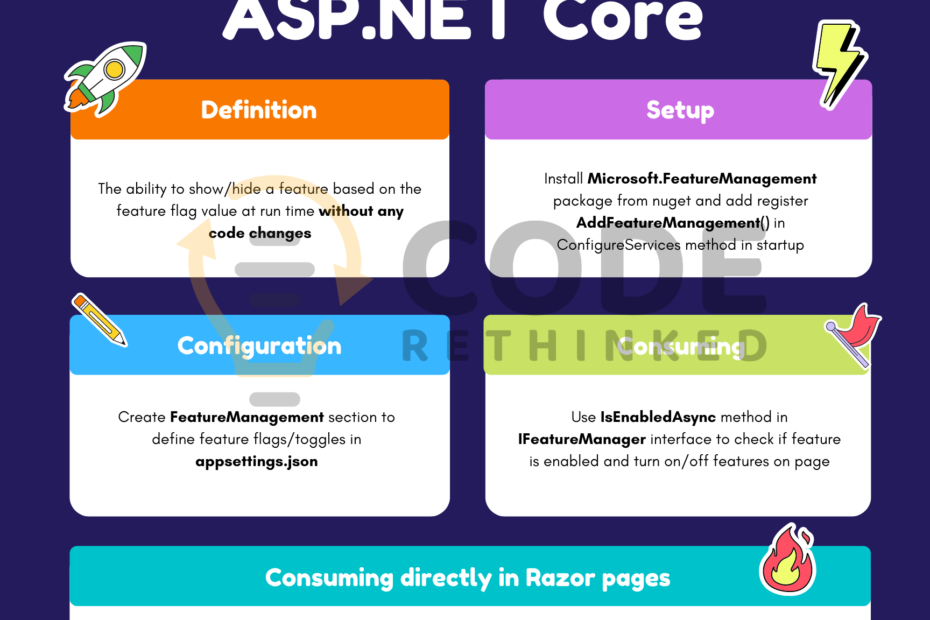 ASP.NET Core
Definition
The ability to show/hide a feature based on the
feature flag value at run time without any
code changes
Setup
Install Microsoft.FeatureManagement
package from nuget and add register
AddFeatureManagement() in
ConfigureServices method in startup
CODE
RETHINKED
Configuration
Create FeatureManagement section to
define feature flags/toggles in
appsettings.json
Consuming
Use IsEnabledAsync method in
IFeatureManager interface to check if feature
is enabled and turn on/off features on page
Consuming directly in Razor pages